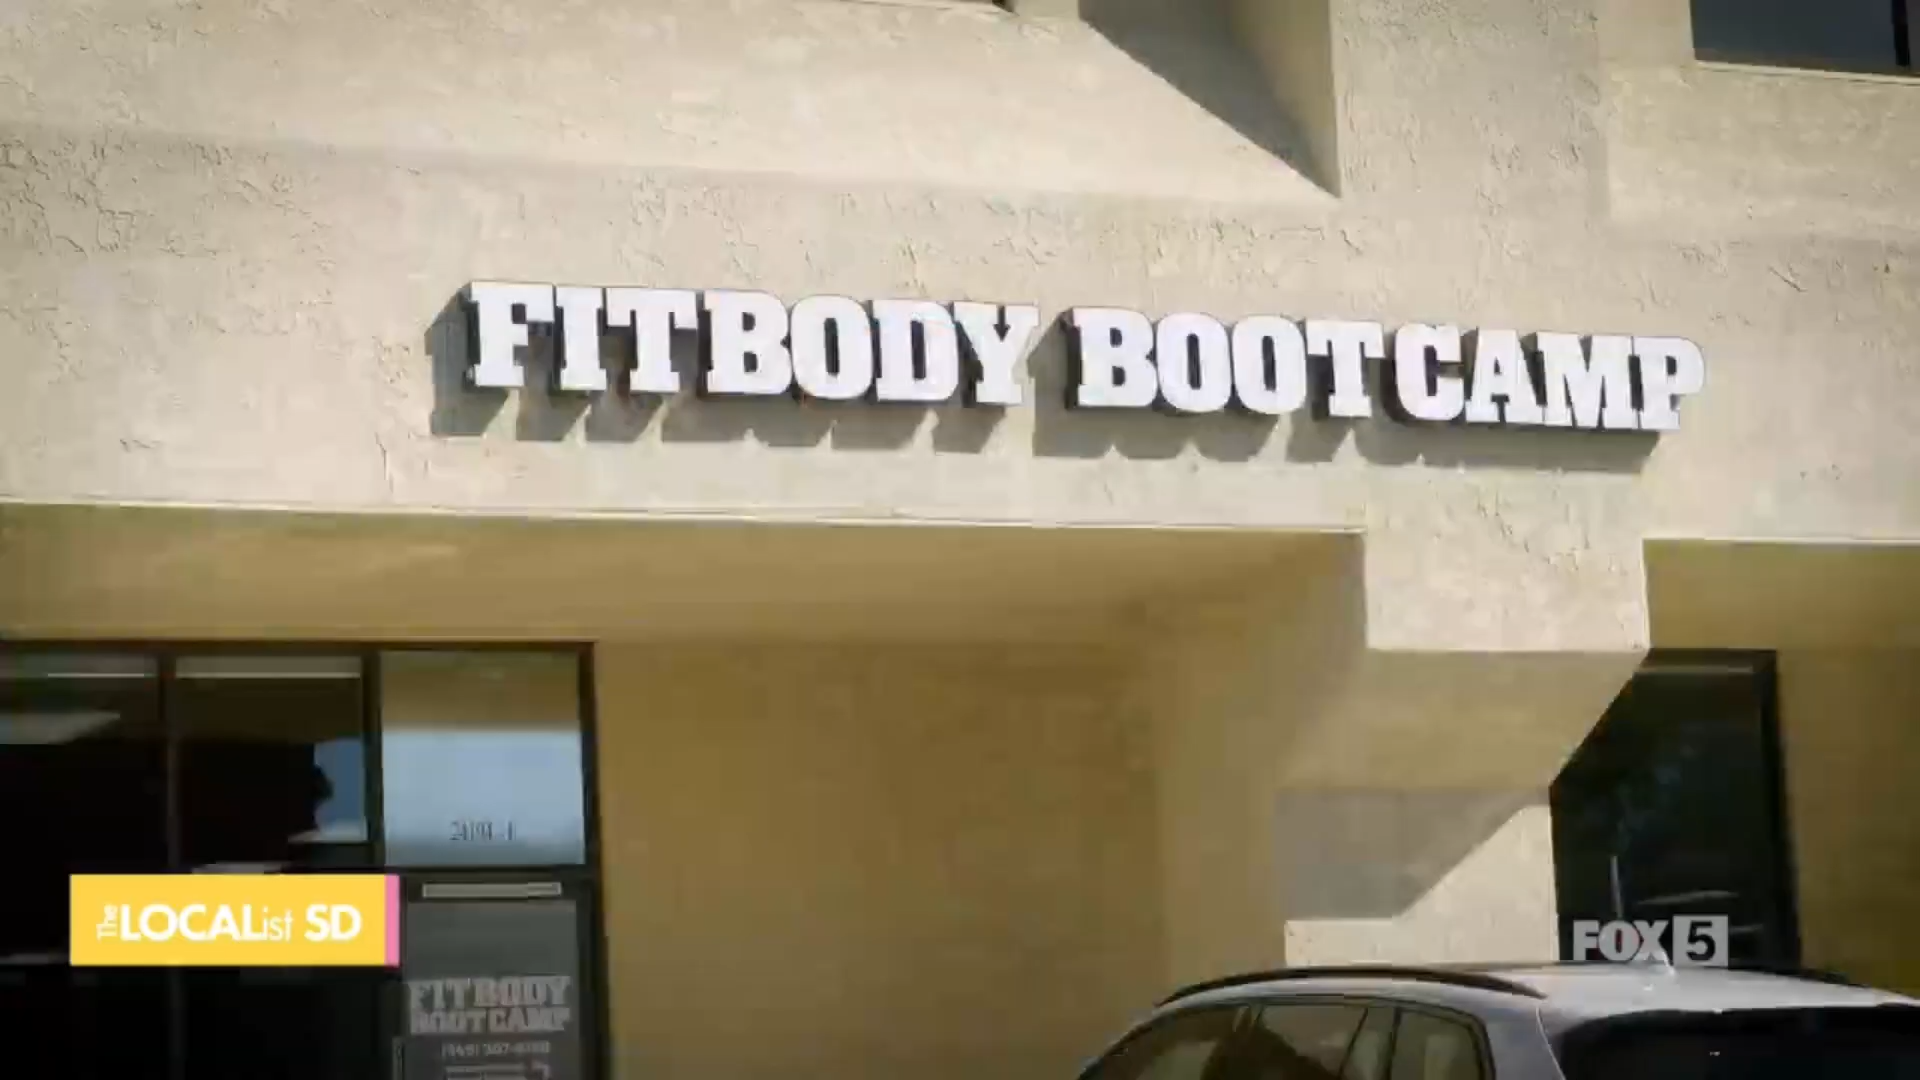 FITBODY BOOTCAMP
The LOCAList SD
FOX 5
FITBODY
BOOTCAMP